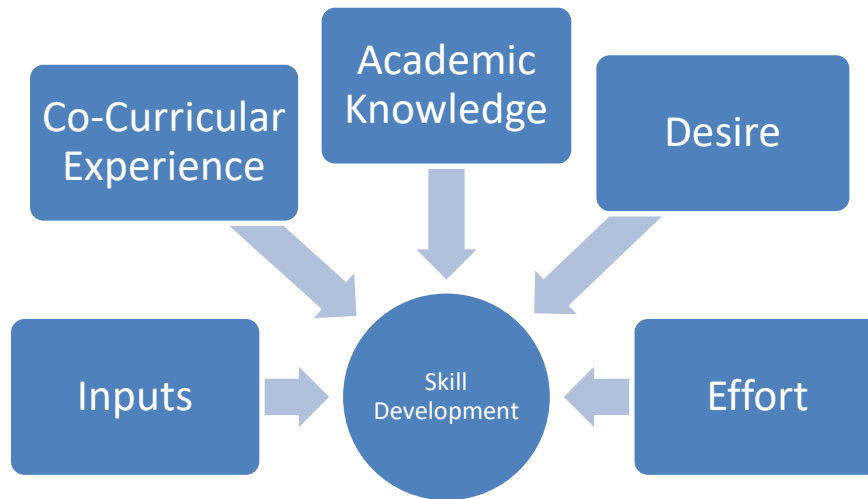 Academic
Knowledge
Co-Curricular
Experience
Desire
Inputs
Skill
Development
Effort